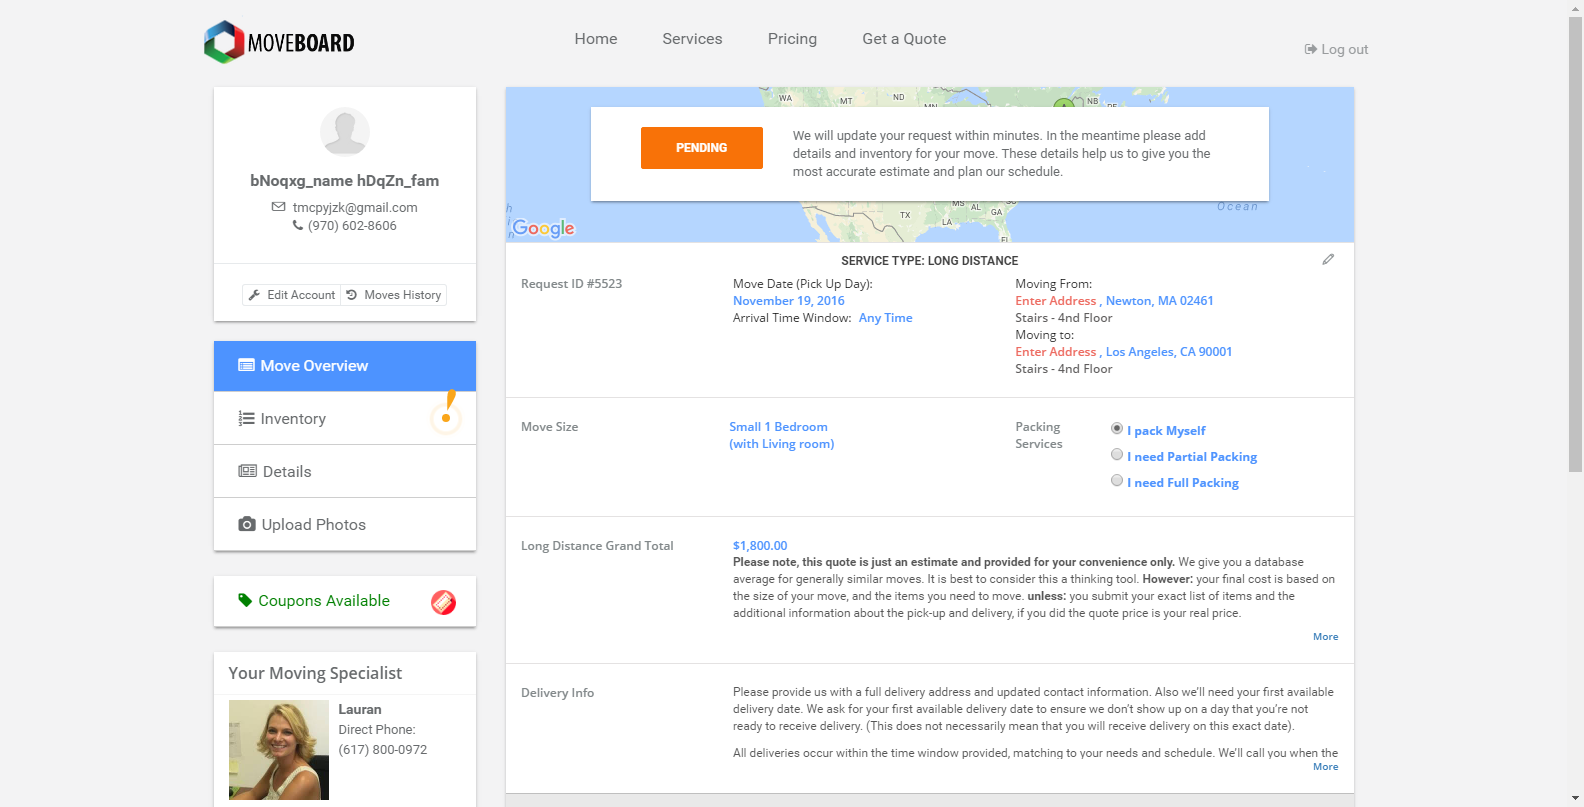 MOVEBOARD
Home
Services
Pricing
Get a Quote
Log out
bNoqxg_name hDqZn_fam
tmcpyjzk@gmail.com
(970) 602-8606
Edit Account
Moves History
Move Overview
Inventory
Details
Upload Photos
Coupons Available
Your Moving Specialist
Lauran
Direct Phone:
(617) 800-0972
WA
MT
ND
MN
NB
PE
PENDING
We will update your request within minutes. In the meantime please add
details and inventory for your move. These details help us to give you the
most accurate estimate and plan our schedule.
TX
LA
MS
AL
GA
SC
FL
Ocean
Google
SERVICE TYPE: LONG DISTANCE
Request ID #5523
Move Date (Pick Up Day):
November 19, 2016
Arrival Time Window: Any Time
Moving From:
Enter Address , Newton, MA 02461
Stairs - 4nd Floor
Moving to:
Enter Address , Los Angeles, CA 90001
Stairs - 4nd Floor
Move Size
Small 1 Bedroom
(with Living room)
Packing
Services
I pack Myself
I need Partial Packing
I need Full Packing
Long Distance Grand Total
$1,800.00
Please note, this quote is just an estimate and provided for your convenience only. We give you a database
average for generally similar moves. It is best to consider this a thinking tool. However: your final cost is based on
the size of your move, and the items you need to move. unless: you submit your exact list of items and the
additional information about the pick-up and delivery, if you did the quote price is your real price.
More
Delivery Info
Please provide us with a full delivery address and updated contact information. Also we'll need your first available
delivery date. We ask for your first available delivery date to ensure we don't show up on a day that you're not
ready to receive delivery. (This does not necessarily mean that you will receive delivery on this exact date).
All deliveries occur within the time window provided, matching to your needs and schedule. We'll call you when the
More